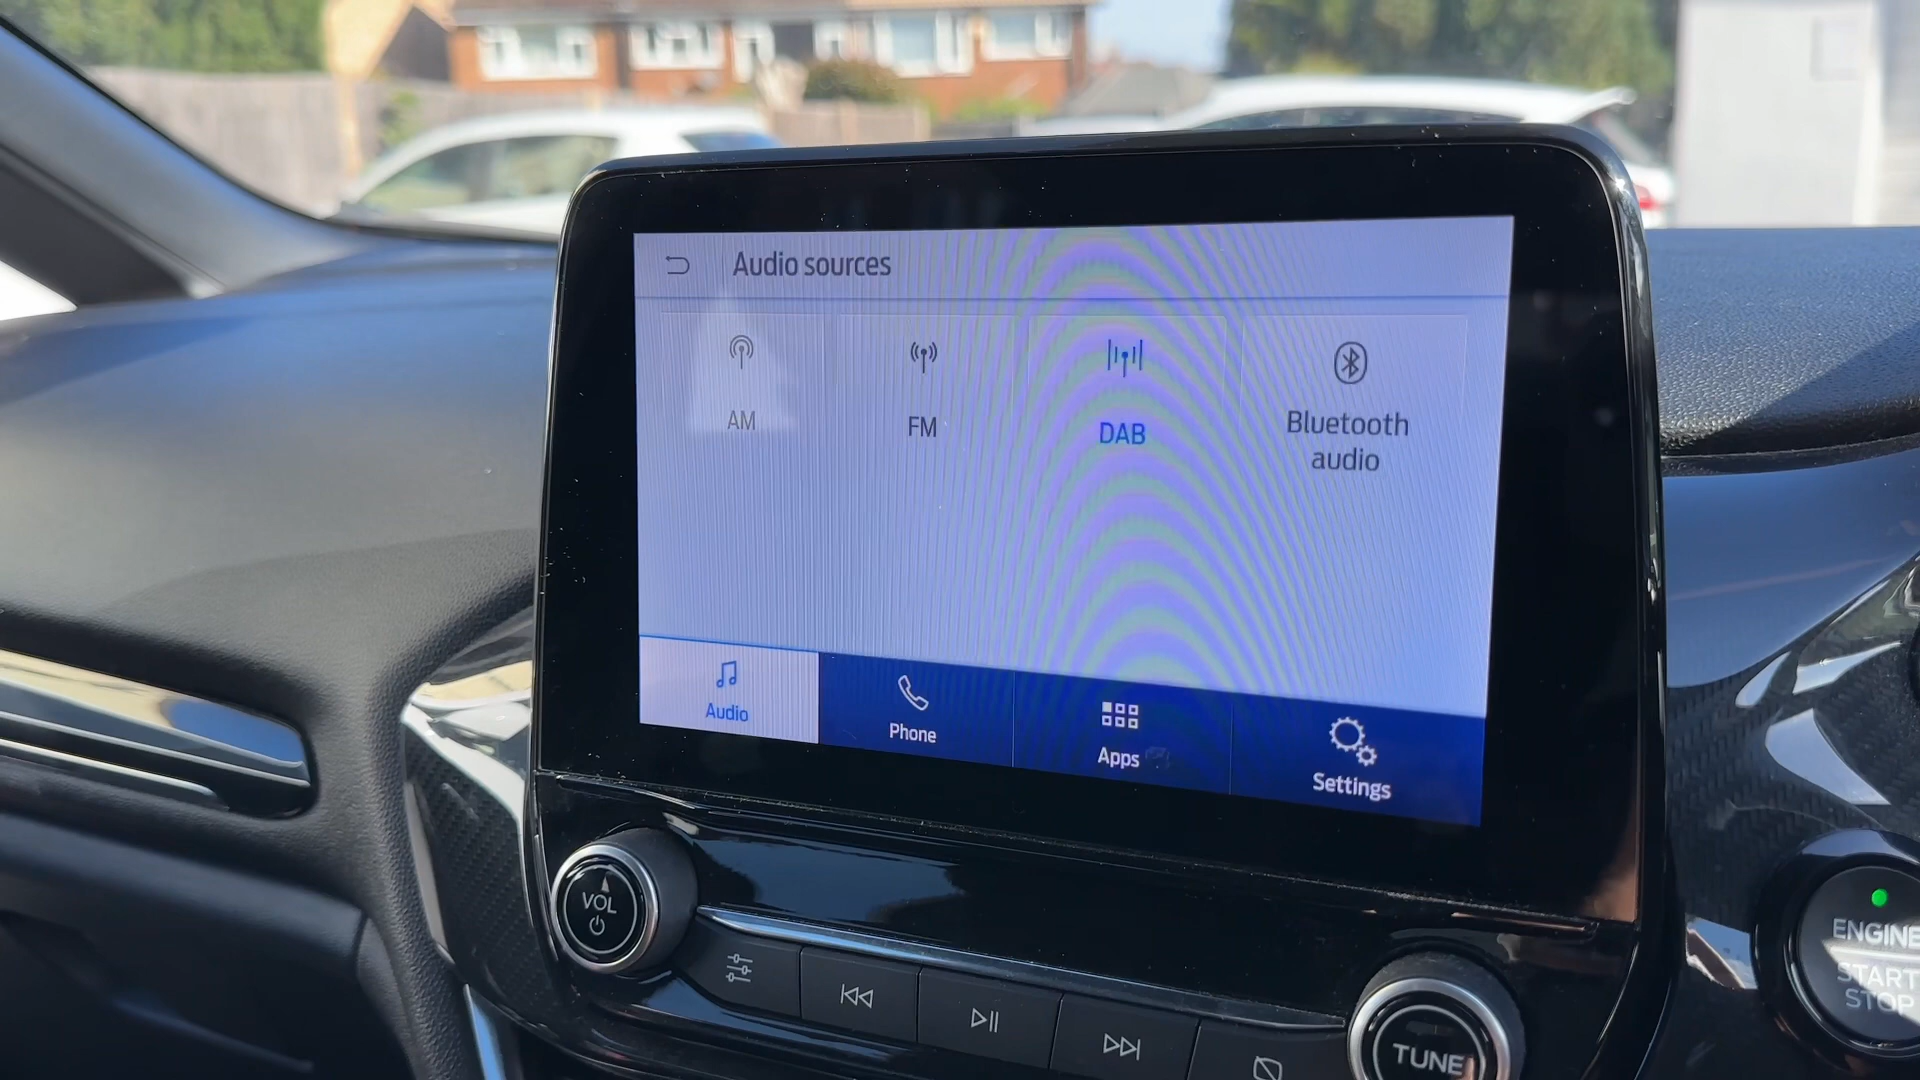 Audio sources
AM
FM
DAB
Bluetooth
audio
Audio
Phone
Apps
Settings
VOL
TUNE
ENGINE
START
STOP